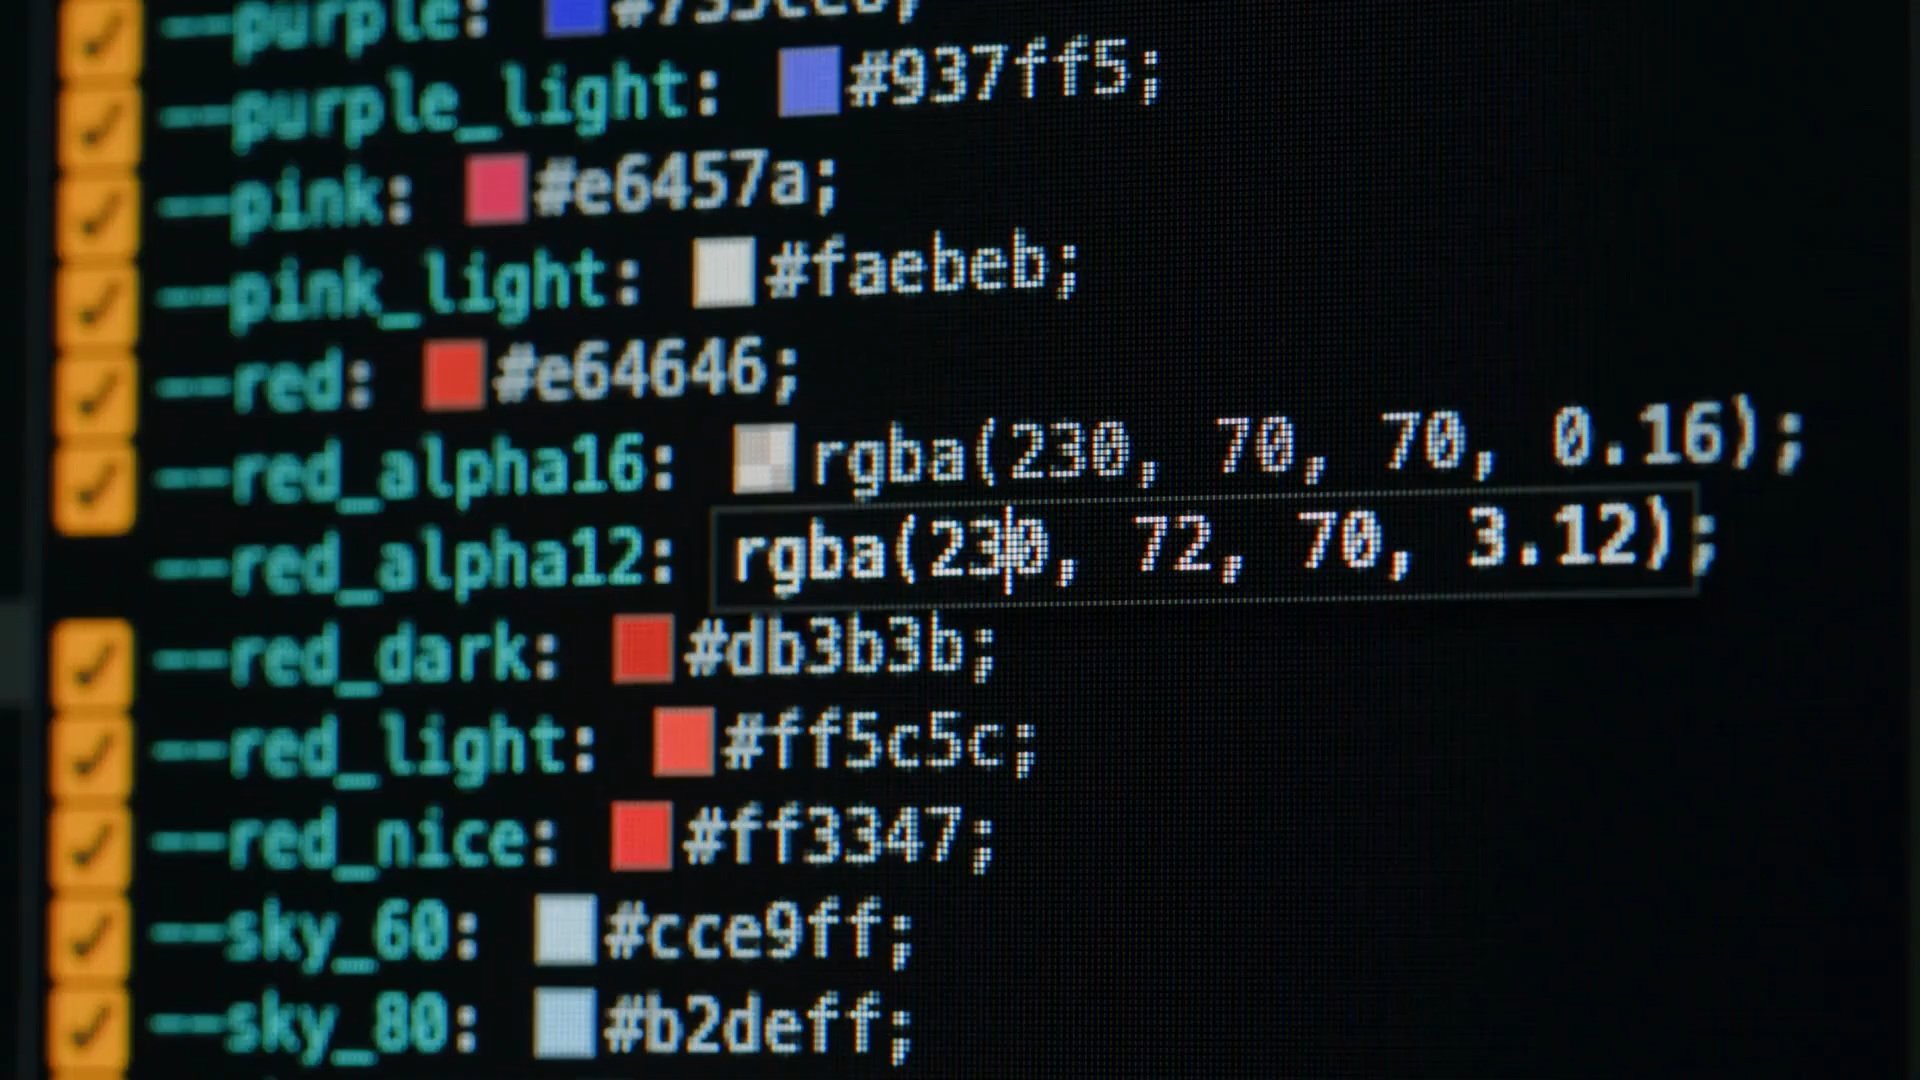 --purple:
--purple_light: #937ff5;
--pink: #e6457a;
--pink_light: #faebeb;
--red: #e64646;
--red_alpha16: rgba(230, 70, 70, 0.16);
--red_alpha12: rgba(230, 72, 70, 3.12);
--red_dark: #db3b3b;
--red_light: #ff5c5c;
--red_nice: #ff3347;
--sky_60: #cce9ff;
--sky_80: #b2deff;